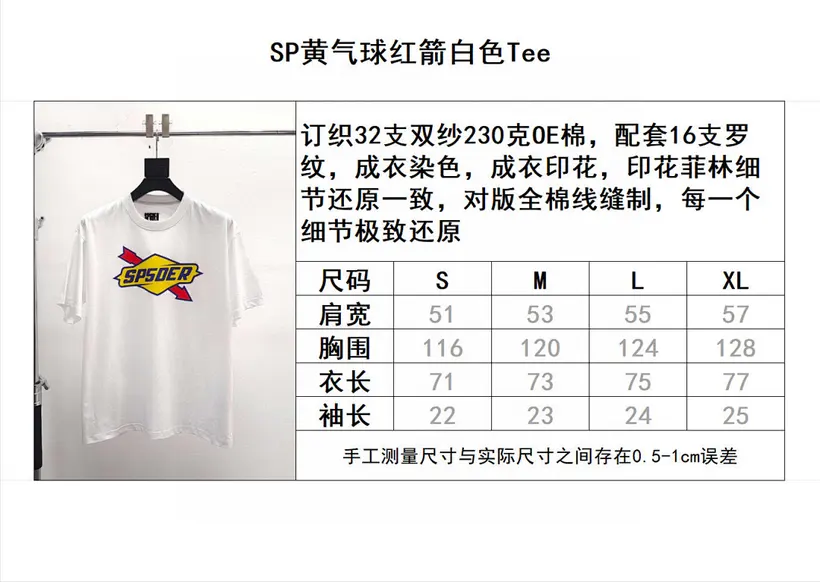 SP黄气球红箭白色Tee
SP5DER
订织32支双纱230克OE棉，配套16支罗
纹，成衣染色，成衣印花，印花菲林细
节还原一致，对版全棉线缝制，每一个
细节极致还原
尺码 S M L XL
肩宽 51 53 55 57
胸围 116 120 124 128
衣长 71 73 75 77
袖长 22 23 24 25
手工测量尺寸与实际尺寸之间存在0.5-1cm误差